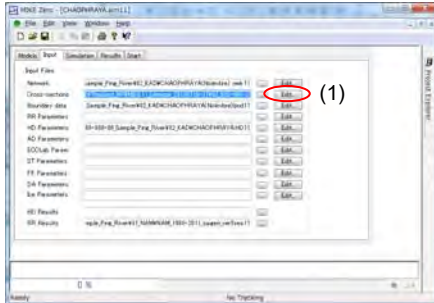 MIKE Zero - [CHAOPHRAYA.sim11]
File Edit View Window Help
Models Input Simulation Results Start
Input Files
Network Edit...
Cross-sections Edit... (1)
Boundary data Edit...
RR Parameters Edit...
HD Parameters Edit...
AD Parameters Edit...
ECOLab Param Edit...
ST Parameters Edit...
FF Parameters Edit...
DA Parameters Edit...
Ice Parameters Edit...
HD Results
RR Results
Project Explorer
0 %
Ready No Tracking